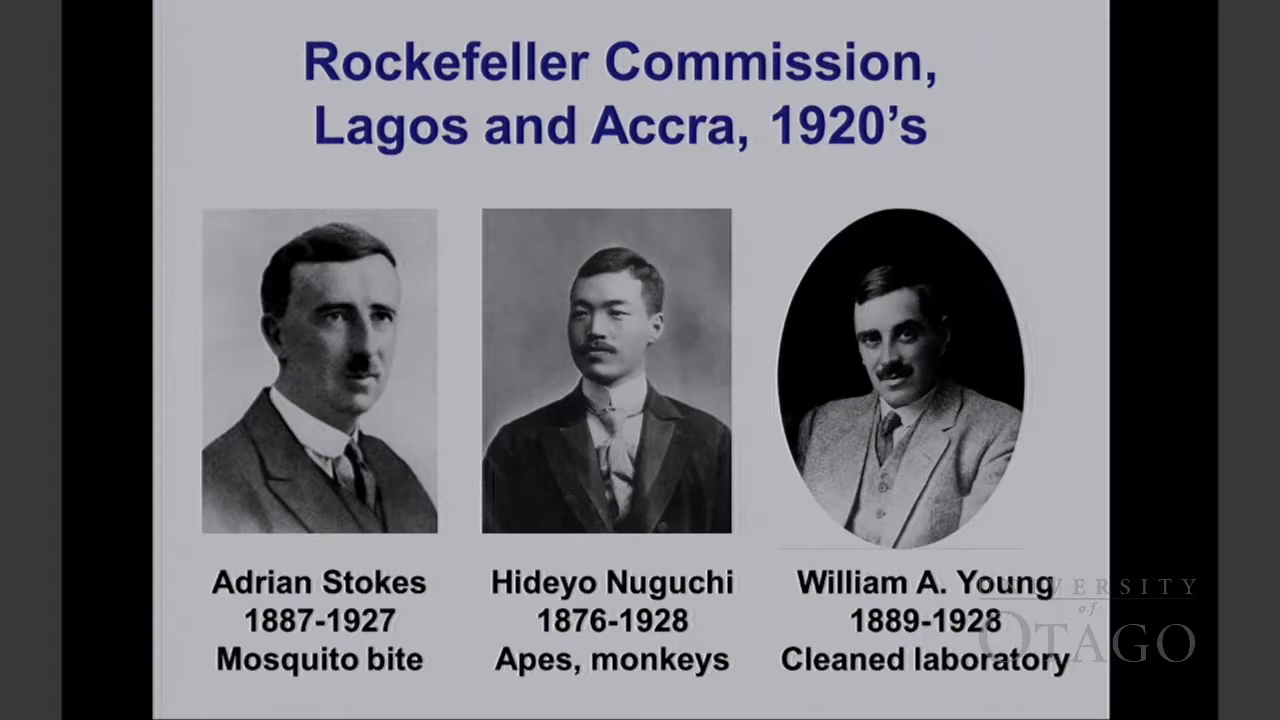 Rockefeller Commission,
Lagos and Accra, 1920's
Adrian Stokes
1887-1927
Mosquito bite
Hideyo Nuguchi
1876-1928
Apes, monkeys
William A. Young
1889-1928
Cleaned laboratory
UNIVERSITY
of
OTAGO